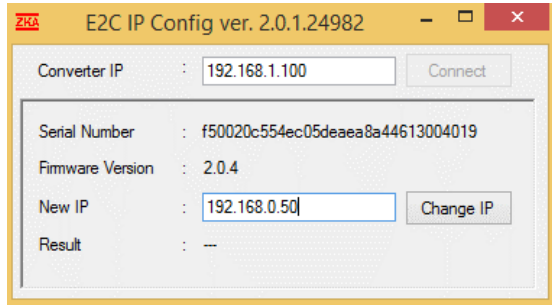 ZKA E2C IP Config ver. 2.0.1.24982
Converter IP : 192.168.1.100 Connect
Serial Number : f50020c554ec05deaea8a44613004019
Firmware Version : 2.0.4
New IP : 192.168.0.50 Change IP
Result : ---